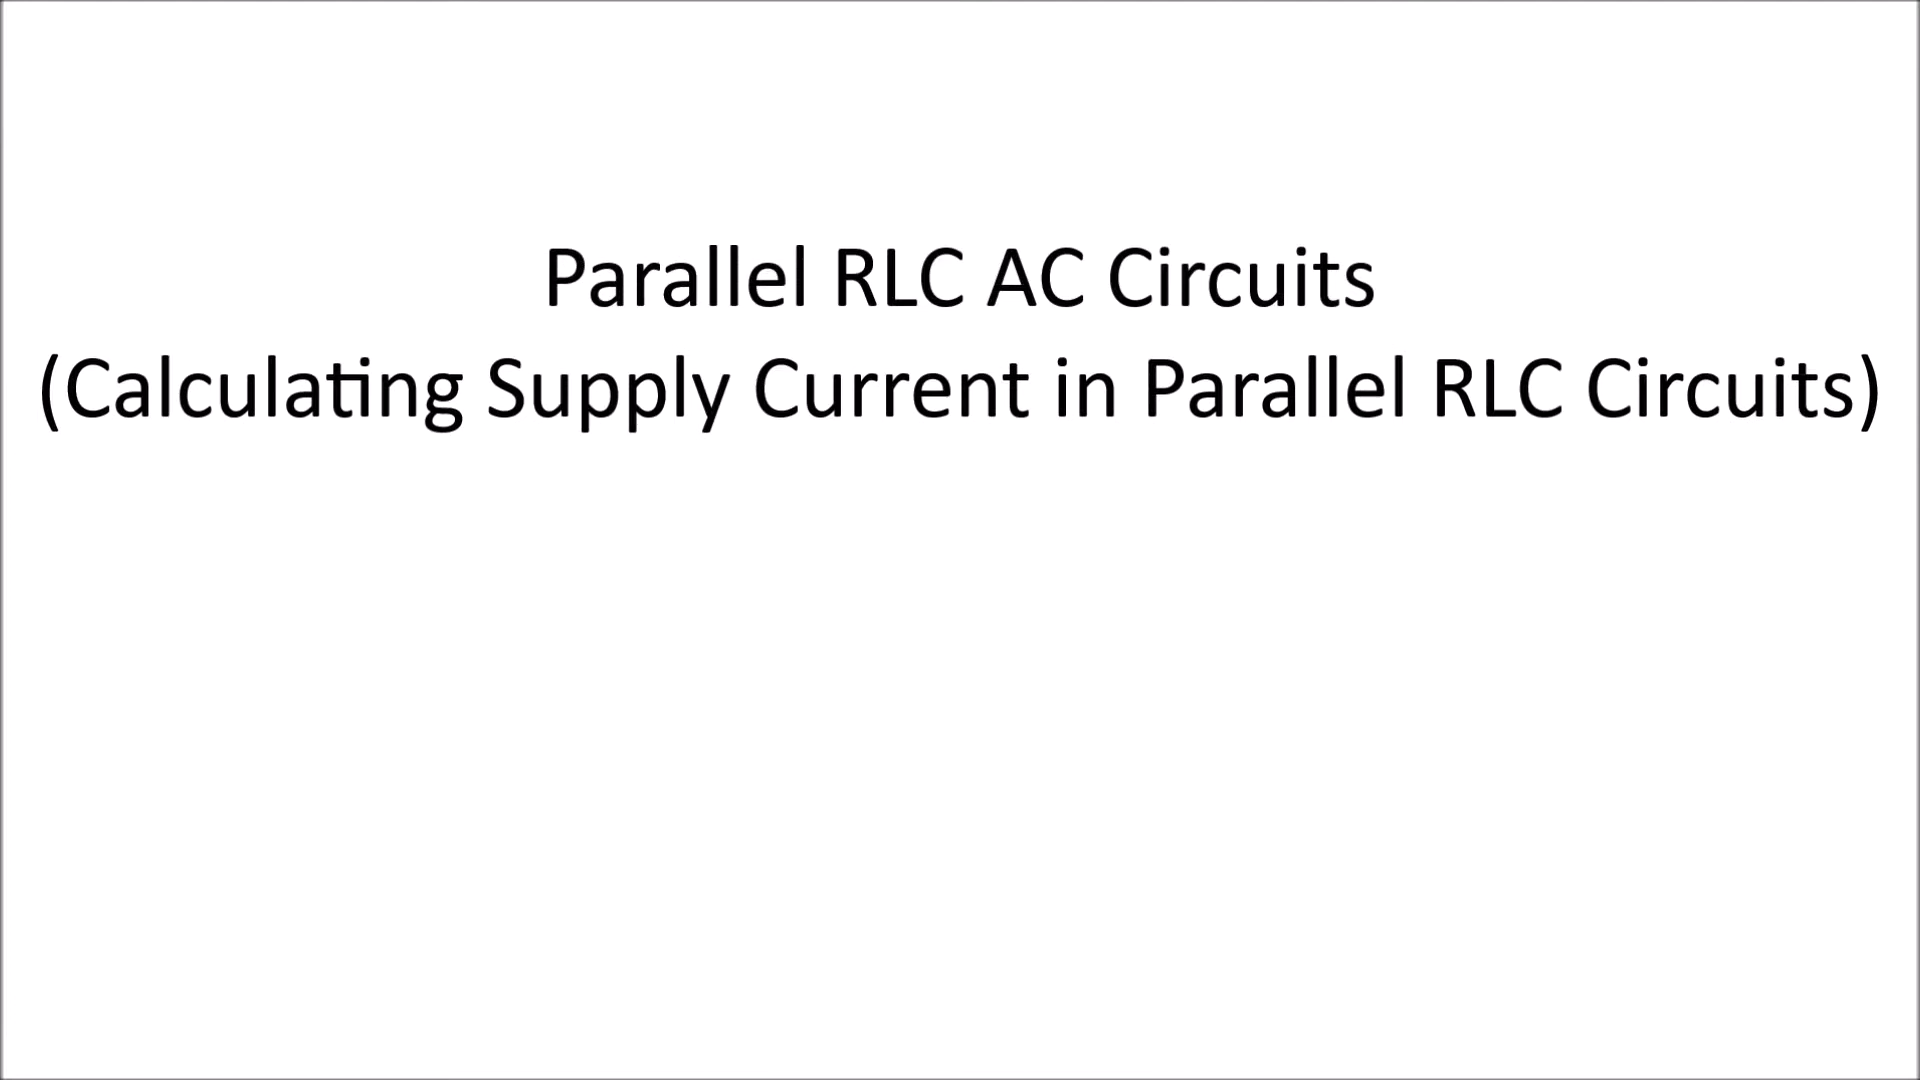 Parallel RLC AC Circuits
(Calculating Supply Current in Parallel RLC Circuits)